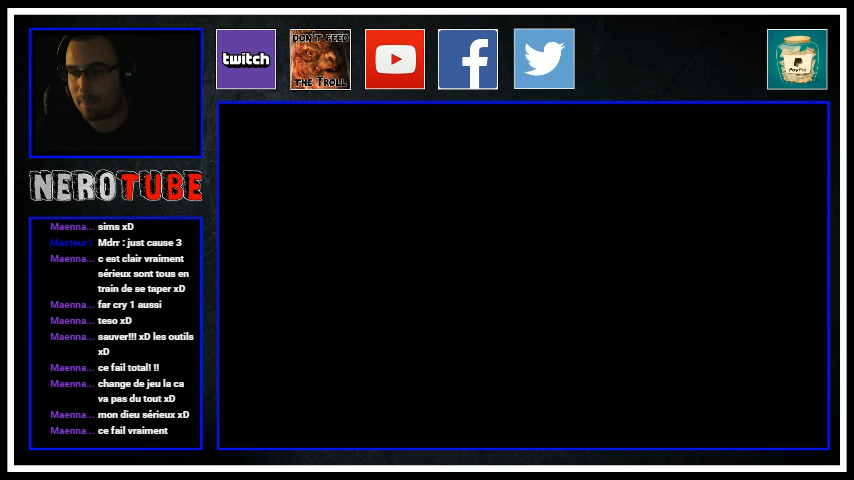 DON'T FEED
THE TROLL
twitch
PayPal
NEROTUBE
Maenna... sims xD
Masteur1 Mdrr : just cause 3
Maenna... c est clair vraiment
sérieux sont tous en
train de se taper xD
Maenna... far cry 1 aussi
Maenna... teso xD
Maenna... sauver!!! xD les outils
xD
Maenna... ce fail total! !!
Maenna... change de jeu la ca
va pas du tout xD
Maenna... mon dieu sérieux xD
Maenna... ce fail vraiment